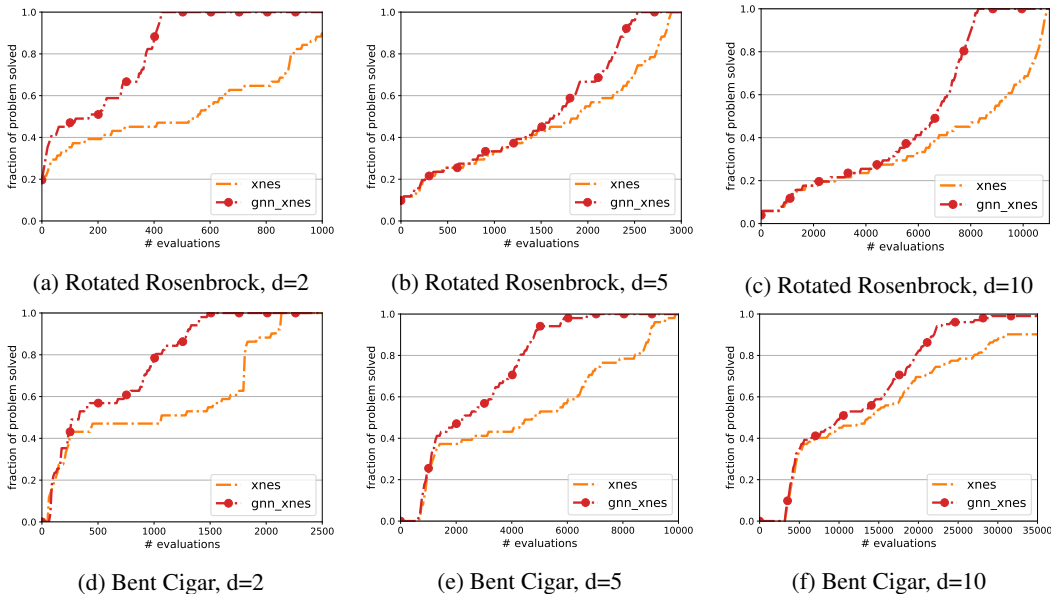 1.0
0.8
0.6
0.4
0.2
0.0
fraction of problem solved
0 200 400 600 800 1000
# evaluations
xnes
gnn_xnes
(a) Rotated Rosenbrock, d=2
1.0
0.8
0.6
0.4
0.2
0.0
fraction of problem solved
0 500 1000 1500 2000 2500 3000
# evaluations
xnes
gnn_xnes
(b) Rotated Rosenbrock, d=5
1.0
0.8
0.6
0.4
0.2
0.0
fraction of problem solved
0 2000 4000 6000 8000 10000
# evaluations
xnes
gnn_xnes
(c) Rotated Rosenbrock, d=10
1.0
0.8
0.6
0.4
0.2
0.0
fraction of problem solved
0 500 1000 1500 2000 2500
# evaluations
xnes
gnn_xnes
(d) Bent Cigar, d=2
1.0
0.8
0.6
0.4
0.2
0.0
fraction of problem solved
0 2000 4000 6000 8000 10000
# evaluations
xnes
gnn_xnes
(e) Bent Cigar, d=5
1.0
0.8
0.6
0.4
0.2
0.0
fraction of problem solved
0 5000 10000 15000 20000 25000 30000 35000
# evaluations
xnes
gnn_xnes
(f) Bent Cigar, d=10